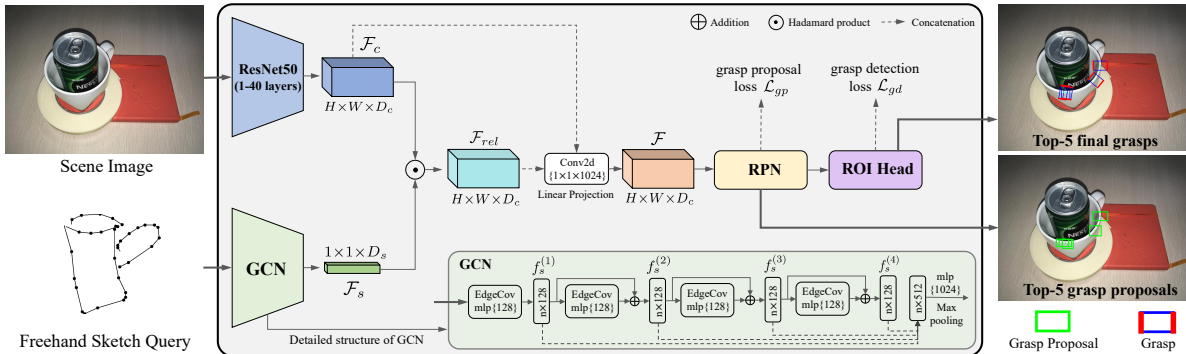 Addition
Hadamard product
Concatenation
ResNet50
(1-40 layers)
𝓕c
H×W×Dc
Scene Image
𝓕rel
H×W×Dc
Conv2d
{1×1×1024}
Linear Projection
𝓕
H×W×Dc
grasp proposal
loss 𝓛gp
grasp detection
loss 𝓛gd
RPN
ROI Head
Top-5 final grasps
GCN
1×1×Ds
𝓕s
Freehand Sketch Query
Detailed structure of GCN
GCN
EdgeCov
mlp{128}
fs(1)
n×128
EdgeCov
mlp{128}
fs(2)
n×128
EdgeCov
mlp{128}
fs(3)
n×128
EdgeCov
mlp{128}
fs(4)
n×128
n×512
mlp
{1024}
Max
pooling
Top-5 grasp proposals
Grasp Proposal
Grasp